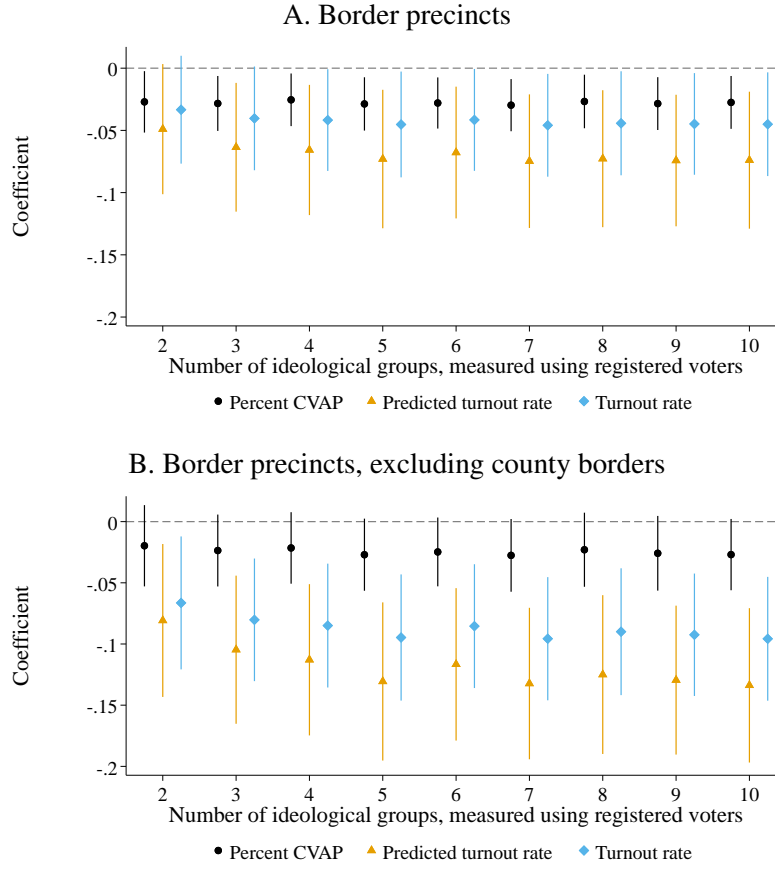 A. Border precincts
0
-.05
-.1
-.15
-.2
Coefficient
2 3 4 5 6 7 8 9 10
Number of ideological groups, measured using registered voters
Percent CVAP Predicted turnout rate Turnout rate
B. Border precincts, excluding county borders
0
-.05
-.1
-.15
-.2
Coefficient
2 3 4 5 6 7 8 9 10
Number of ideological groups, measured using registered voters
Percent CVAP Predicted turnout rate Turnout rate